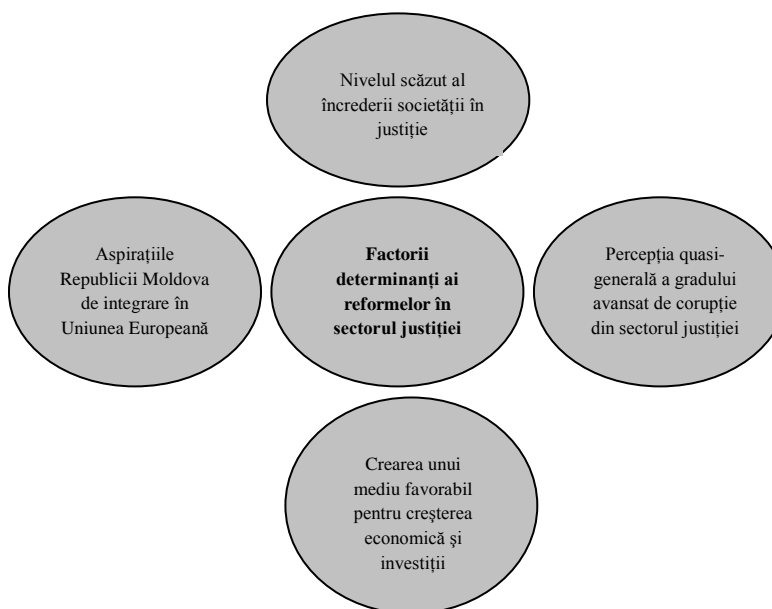 Nivelul scăzut al
încrederii societății în
justiție
Aspirațiile
Republicii Moldova
de integrare în
Uniunea Europeană
Factorii
determinanți ai
reformelor în
sectorul justiției
Percepția quasi-
generală a gradului
avansat de corupție
din sectorul justiției
Crearea unui
mediu favorabil
pentru creşterea
economică şi
investiții